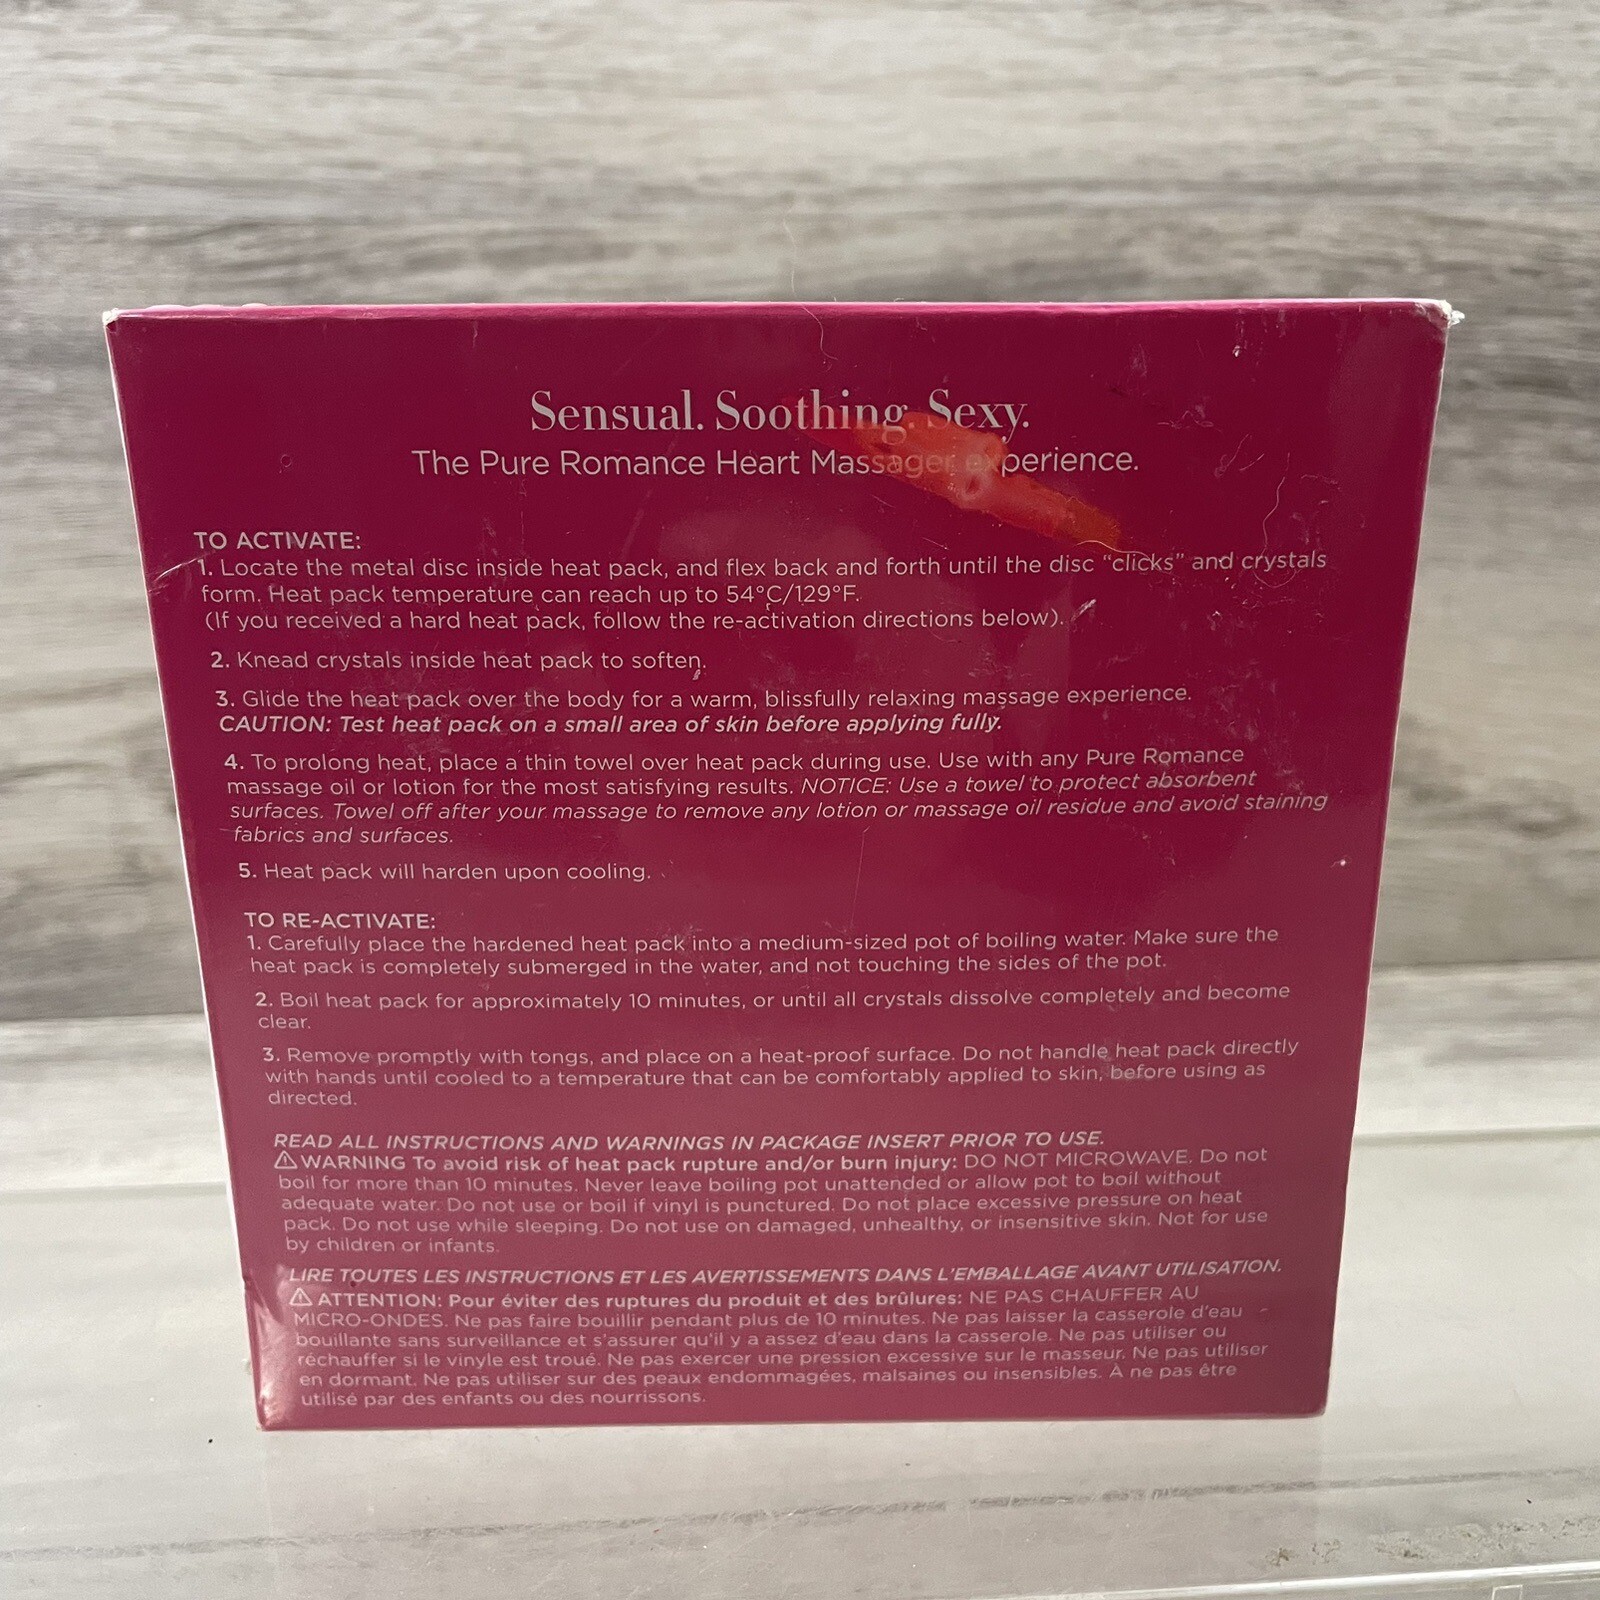 Sensual. Soothing. Sexy.
The Pure Romance Heart Massager experience.
TO ACTIVATE:
1. Locate the metal disc inside heat pack, and flex back and forth until the disc “clicks” and crystals
form. Heat pack temperature can reach up to 54°C/129°F.
(If you received a hard heat pack, follow the re-activation directions below).
2. Knead crystals inside heat pack to soften.
3. Glide the heat pack over the body for a warm, blissfully relaxing massage experience.
CAUTION: Test heat pack on a small area of skin before applying fully.
4. To prolong heat, place a thin towel over heat pack during use. Use with any Pure Romance
massage oil or lotion for the most satisfying results. NOTICE: Use a towel to protect absorbent
surfaces. Towel off after your massage to remove any lotion or massage oil residue and avoid staining
fabrics and surfaces.
5. Heat pack will harden upon cooling.
TO RE-ACTIVATE:
1. Carefully place the hardened heat pack into a medium-sized pot of boiling water. Make sure the
heat pack is completely submerged in the water, and not touching the sides of the pot.
2. Boil heat pack for approximately 10 minutes, or until all crystals dissolve completely and become
clear.
3. Remove promptly with tongs, and place on a heat-proof surface. Do not handle heat pack directly
with hands until cooled to a temperature that can be comfortably applied to skin, before using as
directed.
READ ALL INSTRUCTIONS AND WARNINGS IN PACKAGE INSERT PRIOR TO USE.
⚠ WARNING To avoid risk of heat pack rupture and/or burn injury: DO NOT MICROWAVE. Do not
boil for more than 10 minutes. Never leave boiling pot unattended or allow pot to boil without
adequate water. Do not use or boil if vinyl is punctured. Do not place excessive pressure on heat
pack. Do not use while sleeping. Do not use on damaged, unhealthy, or insensitive skin. Not for use
by children or infants.
LIRE TOUTES LES INSTRUCTIONS ET LES AVERTISSEMENTS DANS L'EMBALLAGE AVANT UTILISATION.
⚠ ATTENTION: Pour éviter des ruptures du produit et des brûlures: NE PAS CHAUFFER AU
MICRO-ONDES. Ne pas faire bouillir pendant plus de 10 minutes. Ne pas laisser la casserole d'eau
bouillante sans surveillance et s'assurer qu'il y a assez d'eau dans la casserole. Ne pas utiliser ou
réchauffer si le vinyle est troué. Ne pas exercer une pression excessive sur le masseur. Ne pas utiliser
en dormant. Ne pas utiliser sur des peaux endommagées, malsaines ou insensibles. À ne pas être
utilisé par des enfants ou des nourrissons.